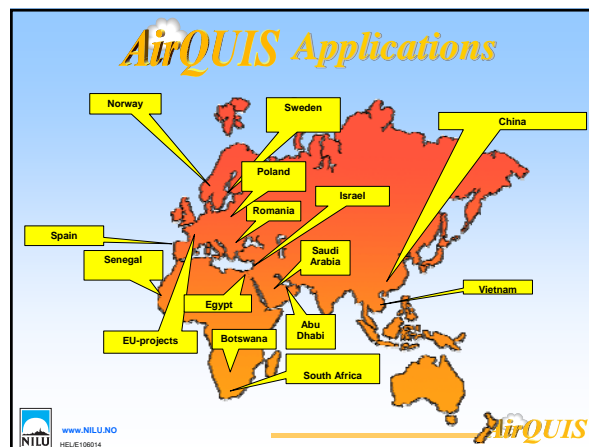 AirQUIS Applications
Norway
Sweden
China
Poland
Israel
Romania
Spain
Saudi
Arabia
Senegal
Egypt
Abu
Dhabi
Vietnam
EU-projects
Botswana
South Africa
NILU
www.NILU.NO
HEL/E106014
AirQUIS